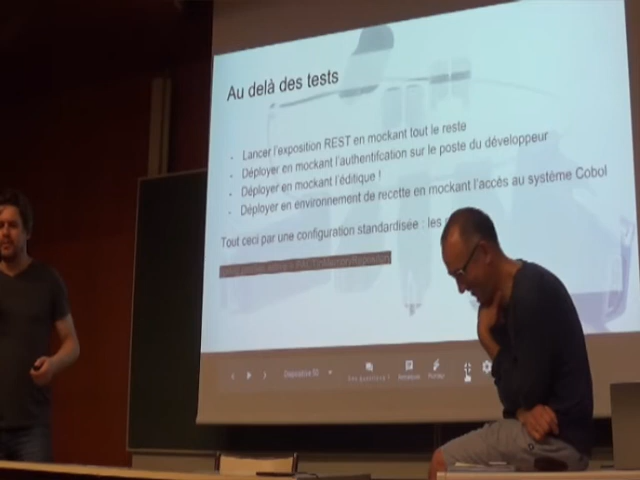 Au delà des tests
- Lancer l'exposition REST en mockant tout le reste
- Déployer en mockant l'authentifcation sur le poste du développeur
- Déployer en mockant l'éditique !
- Déployer en environnement de recette en mockant l'accès au système Cobol
Tout ceci par une configuration standardisée : les